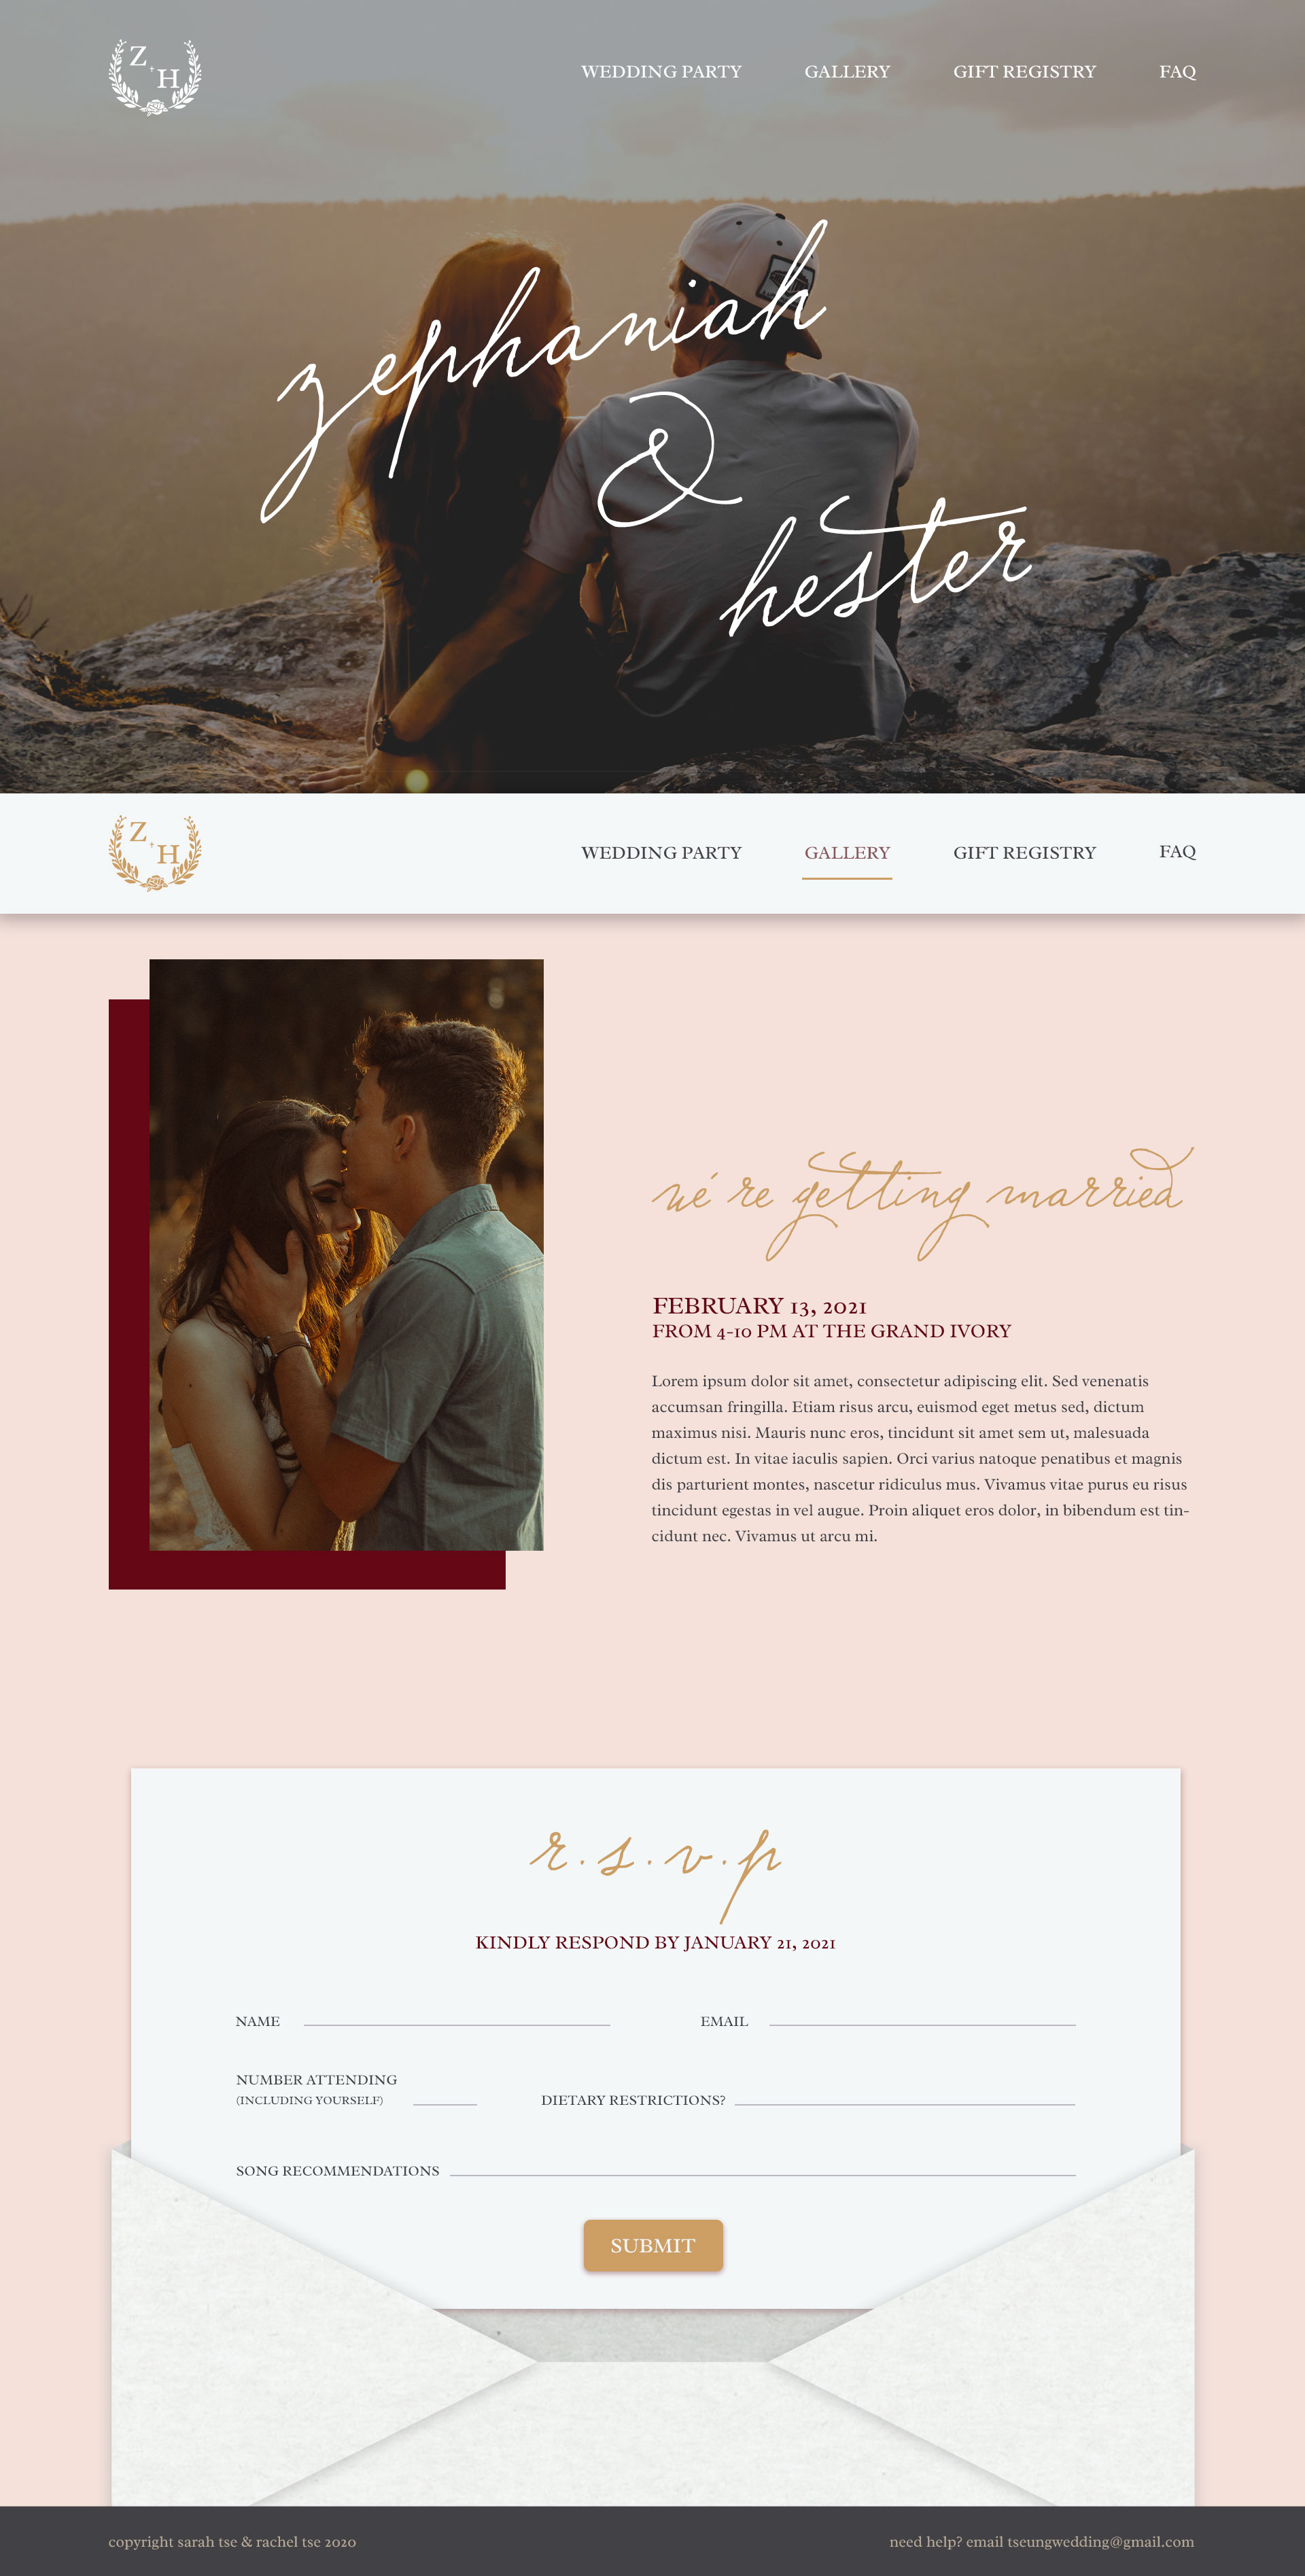 Z + H
WEDDING PARTY GALLERY GIFT REGISTRY FAQ
zephaniah
&
hester
Z + H
WEDDING PARTY GALLERY GIFT REGISTRY FAQ
we're getting married
FEBRUARY 13, 2021
FROM 4-10 PM AT THE GRAND IVORY
Lorem ipsum dolor sit amet, consectetur adipiscing elit. Sed venenatis
accumsan fringilla. Etiam risus arcu, euismod eget metus sed, dictum
maximus nisi. Mauris nunc eros, tincidunt sit amet sem ut, malesuada
dictum est. In vitae iaculis sapien. Orci varius natoque penatibus et magnis
dis parturient montes, nascetur ridiculus mus. Vivamus vitae purus eu risus
tincidunt egestas in vel augue. Proin aliquet eros dolor, in bibendum est tin-
cidunt nec. Vivamus ut arcu mi.
r.s.v.p
KINDLY RESPOND BY JANUARY 21, 2021
NAME EMAIL
NUMBER ATTENDING
(INCLUDING YOURSELF) DIETARY RESTRICTIONS?
SONG RECOMMENDATIONS
SUBMIT
copyright sarah tse & rachel tse 2020 need help? email tseungwedding@gmail.com